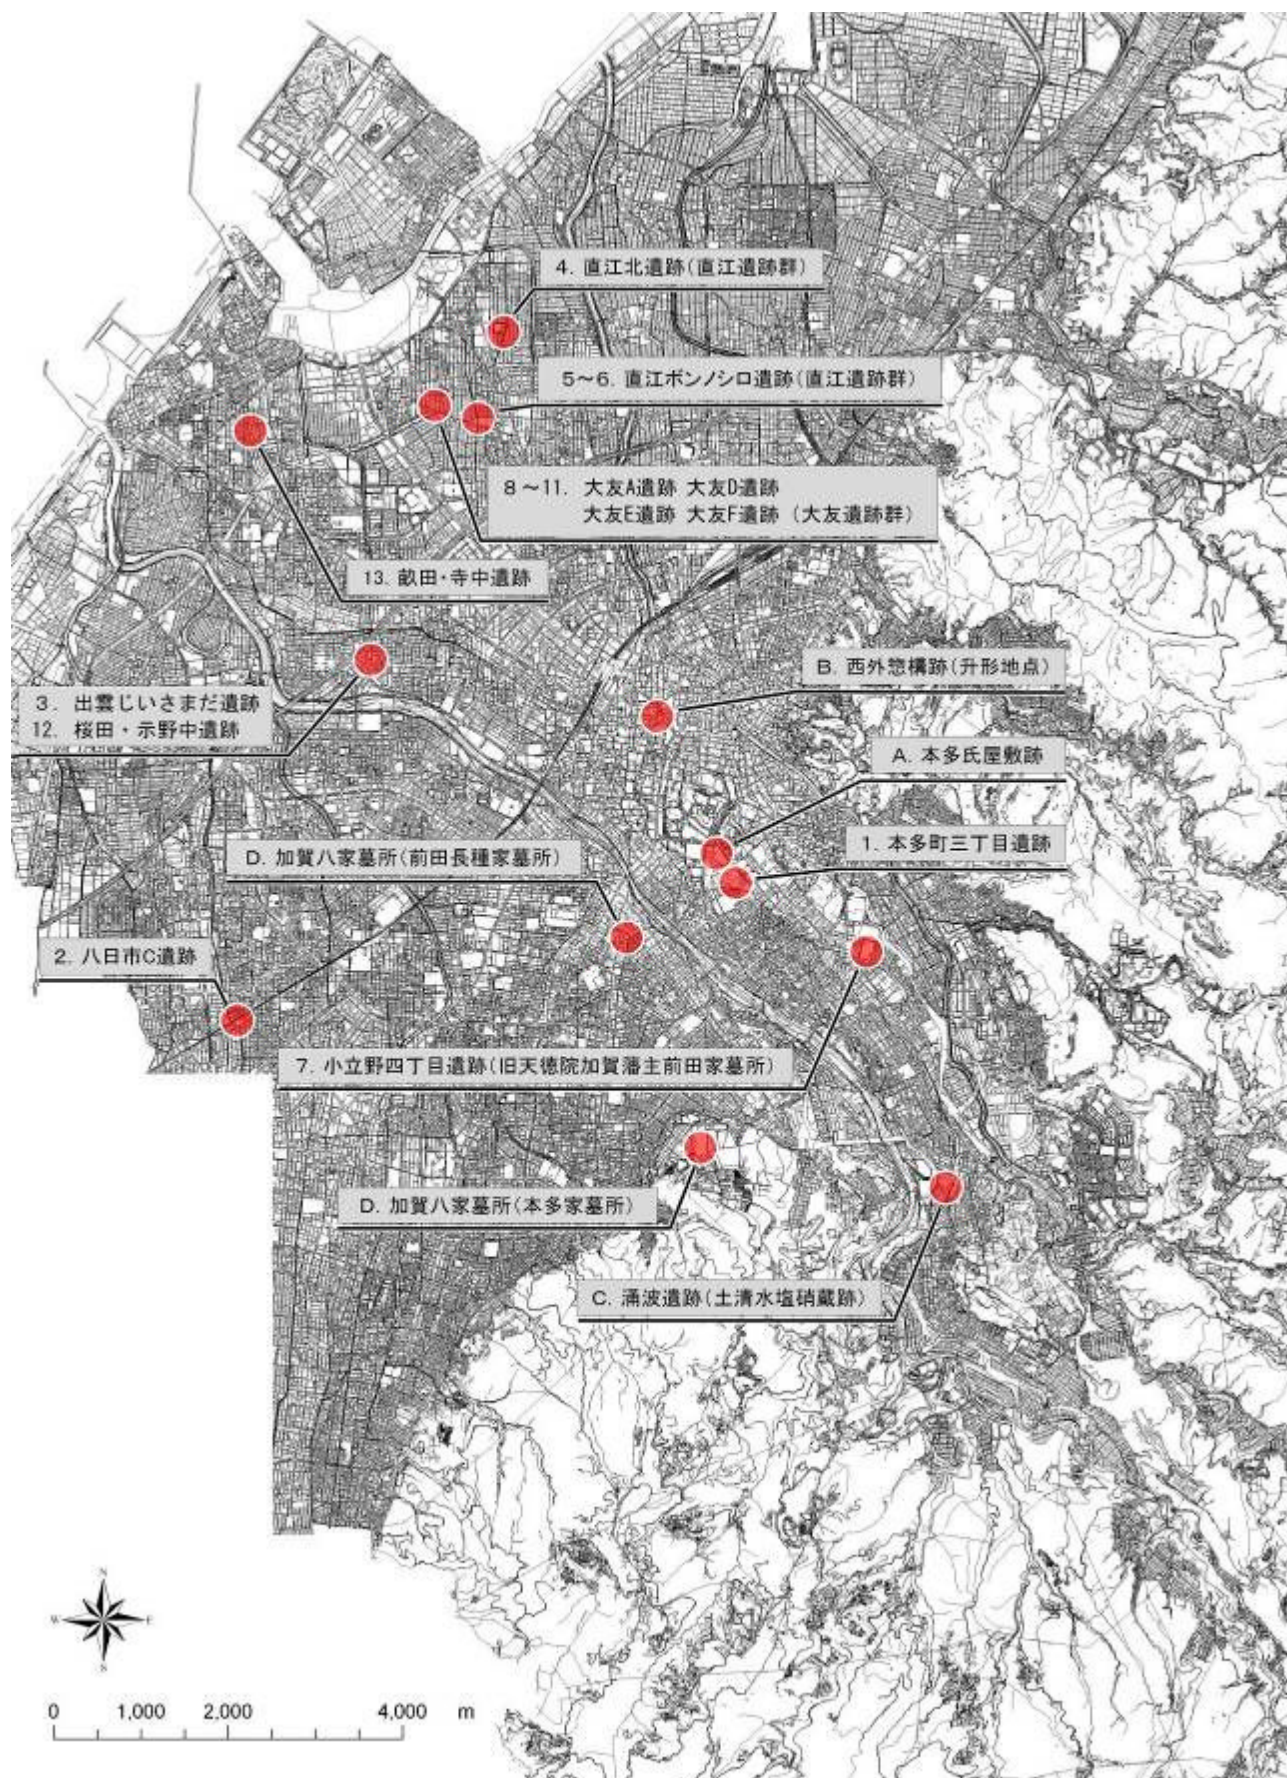 4. 直江北遺跡(直江遺跡群)
5～6. 直江ボンノシロ遺跡(直江遺跡群)
8～11. 大友A遺跡 大友D遺跡
大友E遺跡 大友F遺跡 (大友遺跡群)
13. 畝田・寺中遺跡
B. 西外惣構跡(升形地点)
3. 出雲じいさまだ遺跡
12. 桜田・示野中遺跡
A. 本多氏屋敷跡
D. 加賀八家墓所(前田長種家墓所)
1. 本多町三丁目遺跡
2. 八日市C遺跡
7. 小立野四丁目遺跡(旧天徳院加賀藩主前田家墓所)
D. 加賀八家墓所(本多家墓所)
C. 涌波遺跡(土清水塩硝蔵跡)
N
W E
S
0 1,000 2,000 4,000 m